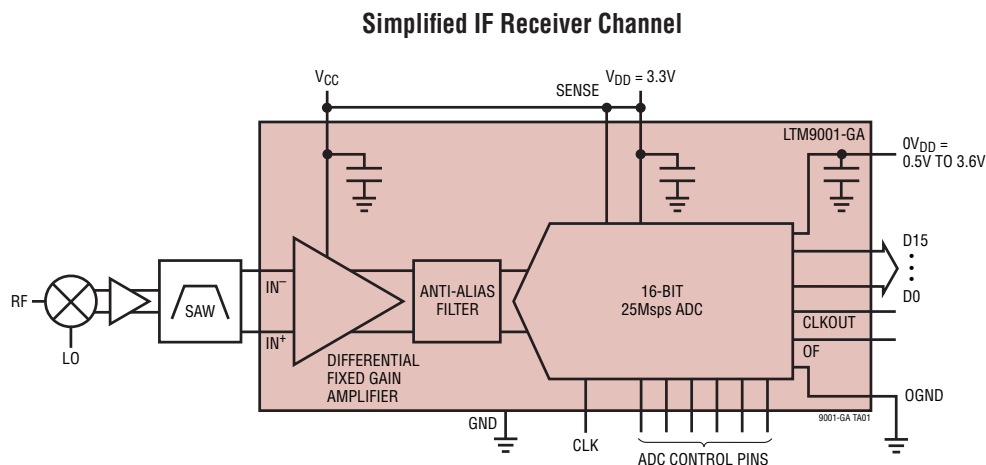 Simplified IF Receiver Channel
VCC
SENSE
VDD = 3.3V
LTM9001-GA
0VDD =
0.5V TO 3.6V
RF
LO
SAW
IN–
IN+
DIFFERENTIAL
FIXED GAIN
AMPLIFIER
ANTI-ALIAS
FILTER
16-BIT
25Msps ADC
D15
D0
CLKOUT
OF
OGND
GND
CLK
ADC CONTROL PINS
9001-GA TA01